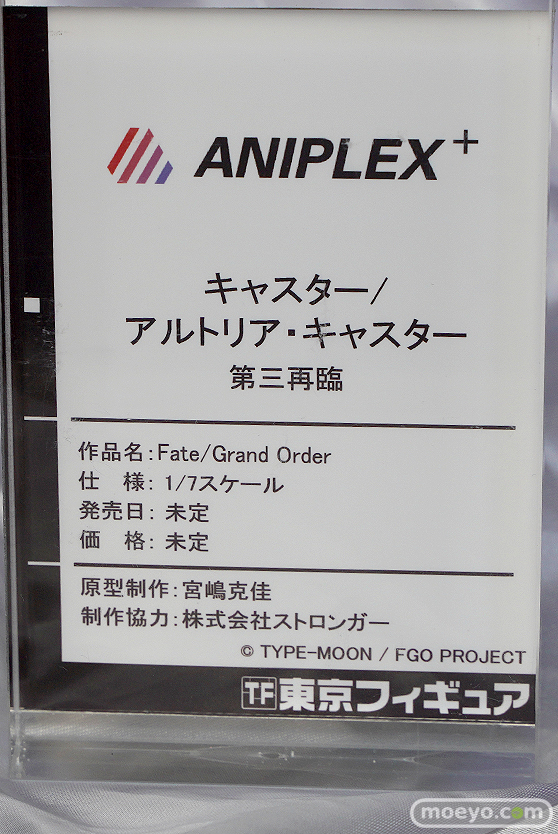 ANIPLEX+
キャスター/
アルトリア・キャスター
第三再臨
作品名：Fate/Grand Order
仕　様：1/7スケール
発売日：未定
価　格：未定
原型制作：宮嶋克佳
制作協力：株式会社ストロンガー
© TYPE-MOON / FGO PROJECT
TF 東京フィギュア
moeyo.com